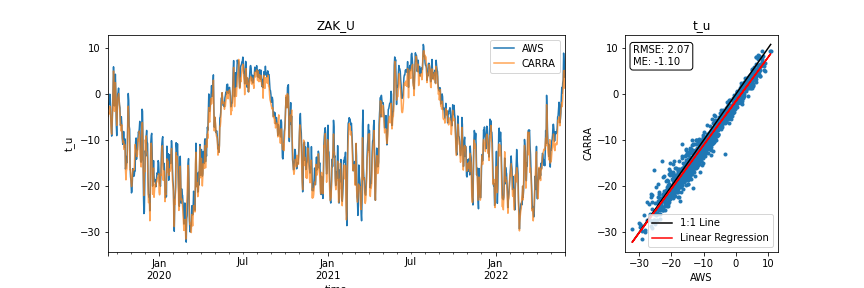 ZAK_U
t_u
10
0
−10
−20
−30
t_u
AWS
CARRA
Jan
2020
Jul
Jan
2021
Jul
Jan
2022
time
t_u
RMSE: 2.07
ME: -1.10
10
0
−10
−20
−30
CARRA
1:1 Line
Linear Regression
−30
−20
−10
0
10
AWS